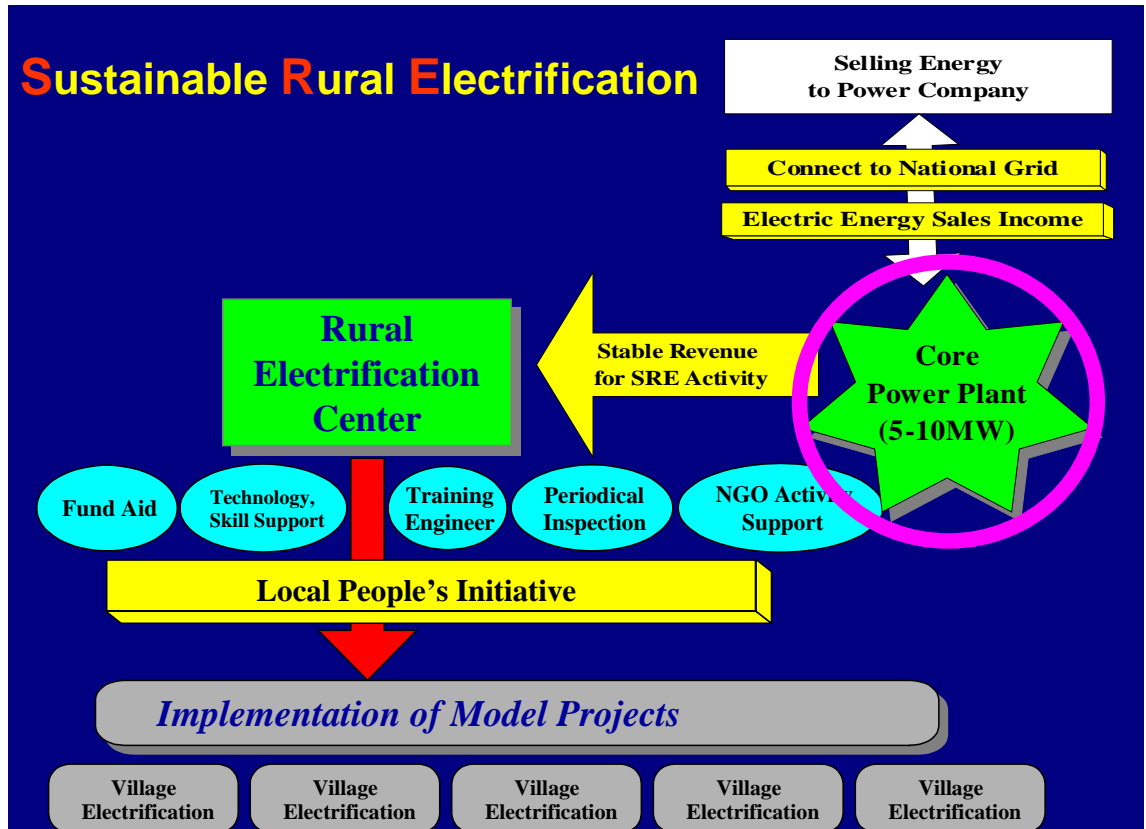 Sustainable Rural Electrification
Selling Energy
to Power Company
Connect to National Grid
Electric Energy Sales Income
Rural
Electrification
Center
Stable Revenue
for SRE Activity
Core
Power Plant
(5-10MW)
Fund Aid
Technology,
Skill Support
Training
Engineer
Periodical
Inspection
NGO Activity
Support
Local People’s Initiative
Implementation of Model Projects
Village
Electrification
Village
Electrification
Village
Electrification
Village
Electrification
Village
Electrification